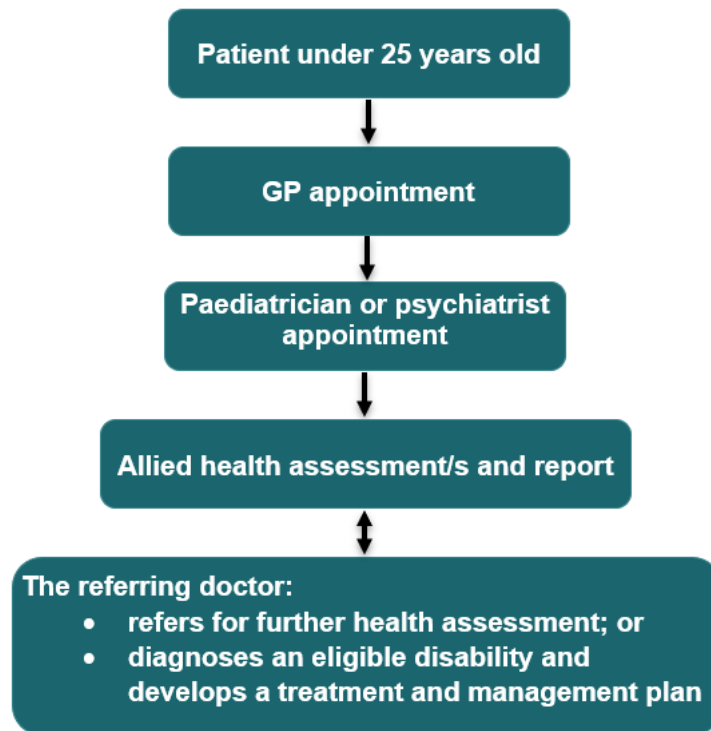 Patient under 25 years old
GP appointment
Paediatrician or psychiatrist
appointment
Allied health assessment/s and report
The referring doctor:
• refers for further health assessment; or
• diagnoses an eligible disability and
develops a treatment and management plan